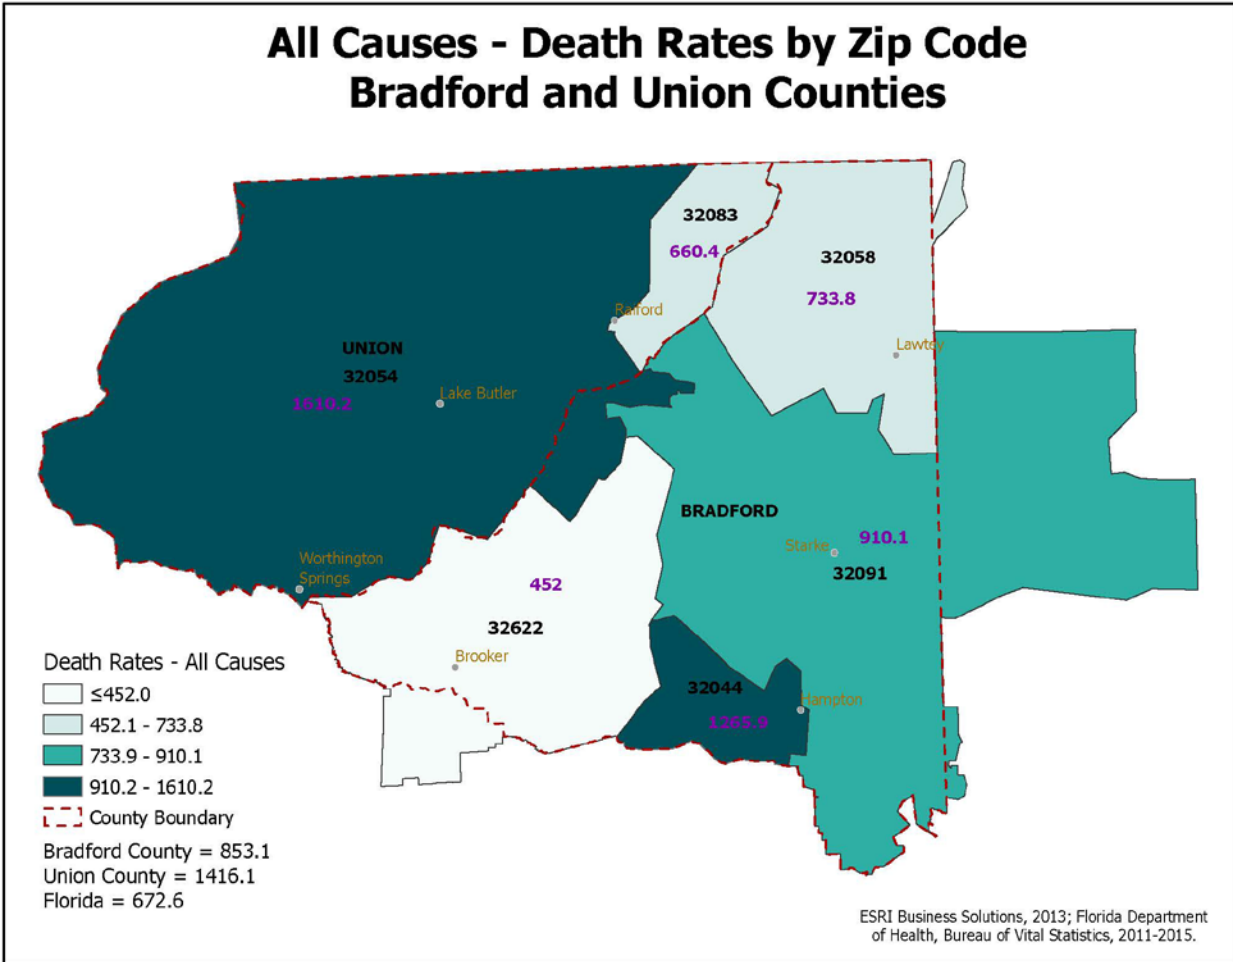 All Causes - Death Rates by Zip Code
Bradford and Union Counties
32083
660.4
32058
733.8
Raiford
Lawtey
UNION
32054
1610.2
Lake Butler
BRADFORD
910.1
Starke
32091
Worthington
Springs
452
32622
Brooker
32044
1265.9
Hampton
Death Rates - All Causes
≤452.0
452.1 - 733.8
733.9 - 910.1
910.2 - 1610.2
County Boundary
Bradford County = 853.1
Union County = 1416.1
Florida = 672.6
ESRI Business Solutions, 2013; Florida Department
of Health, Bureau of Vital Statistics, 2011-2015.